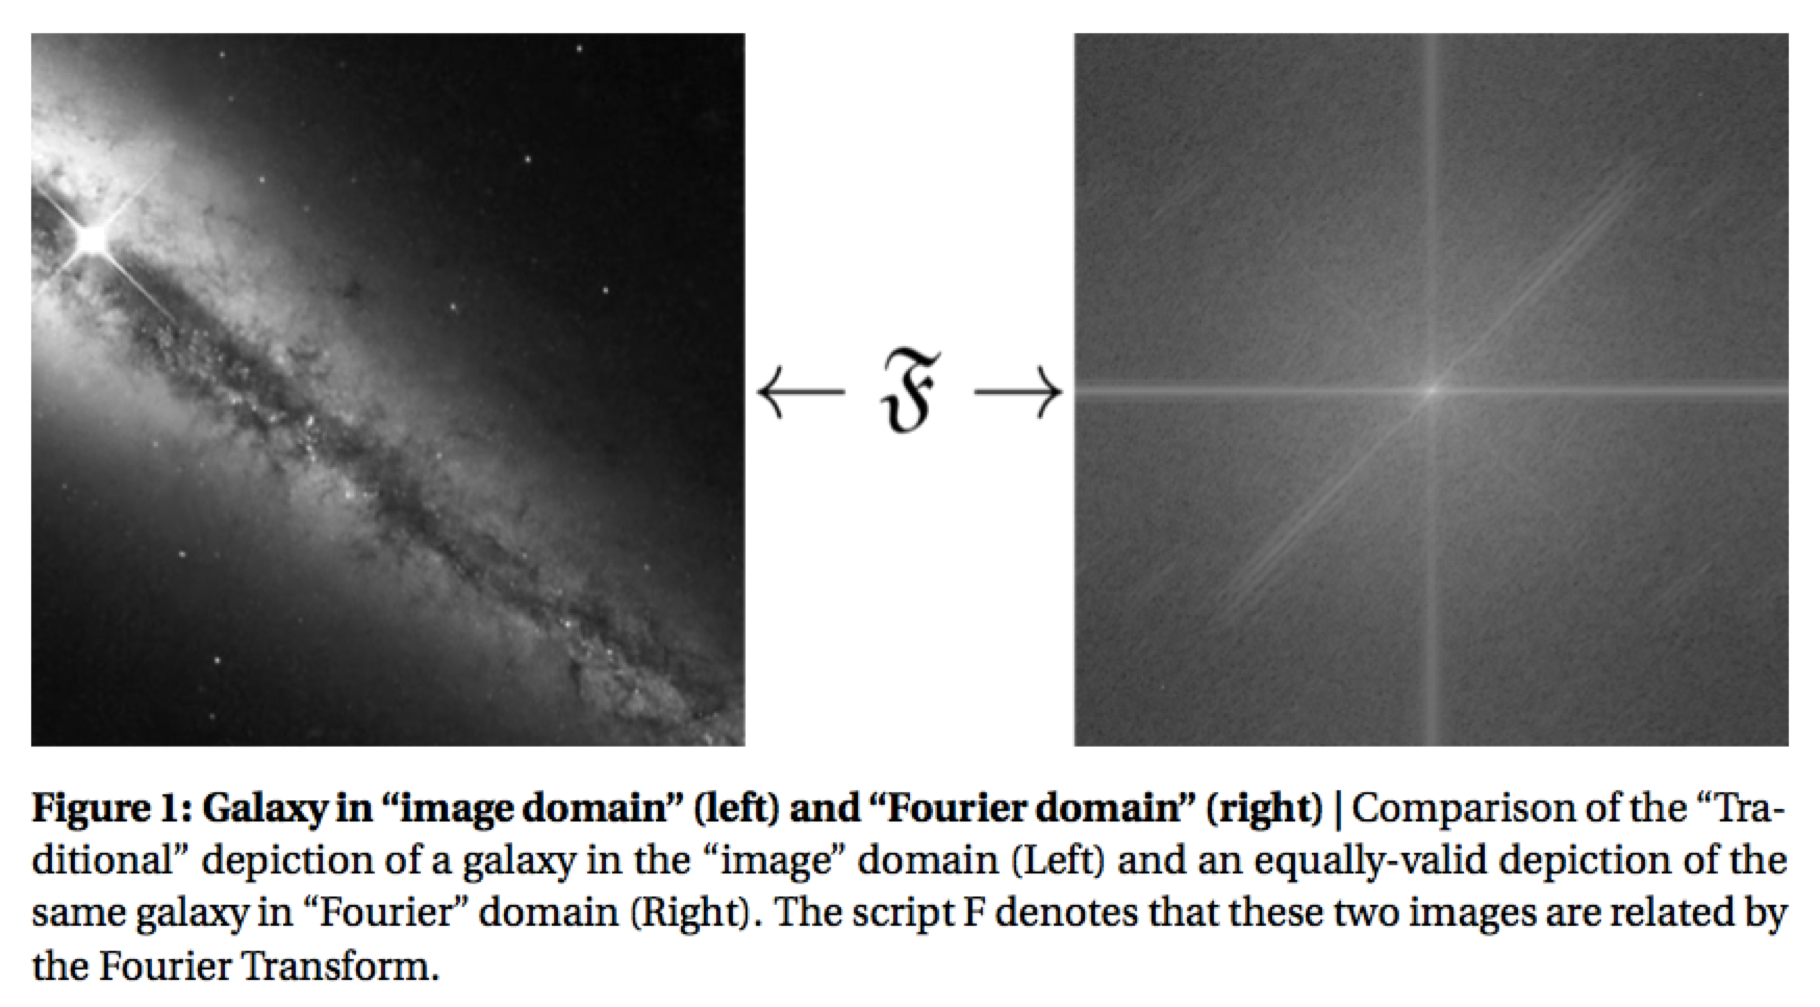 ← 𝔉 →
Figure 1: Galaxy in “image domain” (left) and “Fourier domain” (right) | Comparison of the “Tra-
ditional” depiction of a galaxy in the “image” domain (Left) and an equally-valid depiction of the
same galaxy in “Fourier” domain (Right). The script F denotes that these two images are related by
the Fourier Transform.